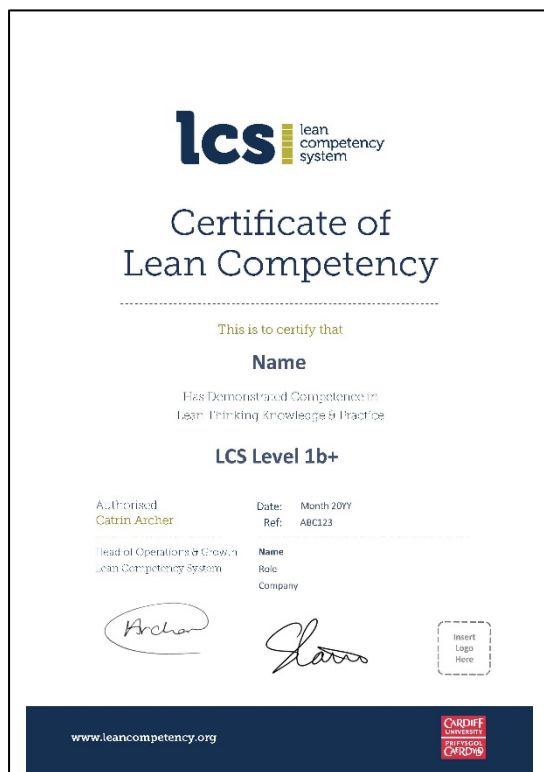 lcs lean
competency
system
Certificate of
Lean Competency
This is to certify that
Name
Has Demonstrated Competence in
Lean Thinking Knowledge & Practice
LCS Level 1b+
Authorised
Catrin Archer
Date: Month 20YY
Ref: ABC123
Head of Operations & Growth
Lean Competency System
Name
Role
Company
Archer
Insert
Logo
Here
www.leancompetency.org
CARDIFF
UNIVERSITY
PRIFYSGOL
CAERDYDD